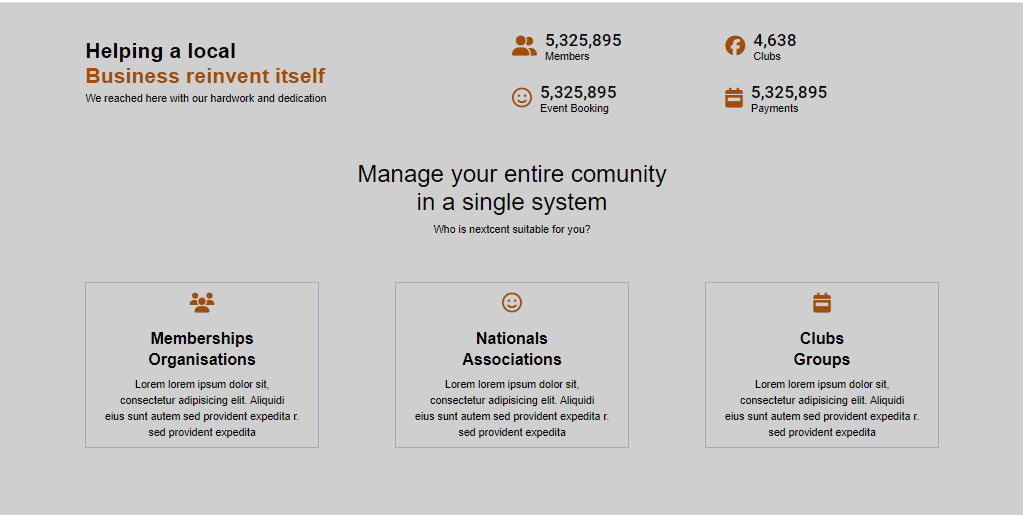 Helping a local
Business reinvent itself
We reached here with our hardwork and dedication
5,325,895
Members
4,638
Clubs
5,325,895
Event Booking
5,325,895
Payments
Manage your entire comunity
in a single system
Who is nextcent suitable for you?
Memberships
Organisations
Lorem lorem ipsum dolor sit,
consectetur adipisicing elit. Aliquidi
eius sunt autem sed provident expedita r.
sed provident expedita
Nationals
Associations
Lorem lorem ipsum dolor sit,
consectetur adipisicing elit. Aliquidi
eius sunt autem sed provident expedita r.
sed provident expedita
Clubs
Groups
Lorem lorem ipsum dolor sit,
consectetur adipisicing elit. Aliquidi
eius sunt autem sed provident expedita r.
sed provident expedita